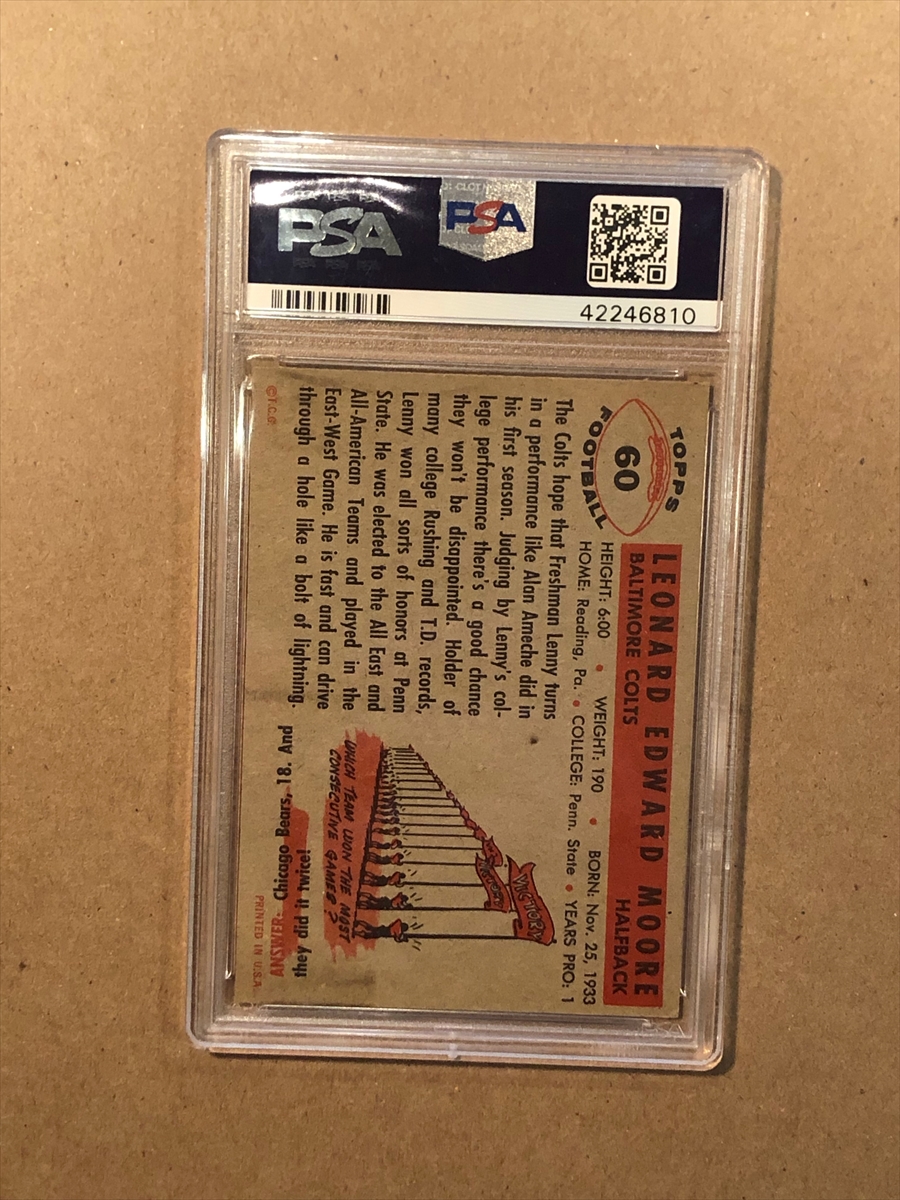 PSA
PSA
42246810
TOPPS
60
FOOTBALL
LEONARD EDWARD MOORE
BALTIMORE COLTS HALFBACK
HEIGHT: 6:00 • WEIGHT: 190 • BORN: Nov. 25, 1933
HOME: Reading, Pa. • COLLEGE: Penn. State • YEARS PRO: 1
The Colts hope that Freshman Lenny turns
in a performance like Alan Ameche did in
his first season. Judging by Lenny's col-
lege performance there's a good chance
they won't be disappointed. Holder of
many college Rushing and T.D. records,
Lenny won all sorts of honors at Penn
State. He was elected to the All East and
All-American Teams and played in the
East-West Game. He is fast and can drive
through a hole like a bolt of lightning.
VICTORY
VICTORY
WHICH TEAM WON THE MOST
CONSECUTIVE GAMES?
ANSWER: Chicago Bears, 18. And
they did it twice!
©T.C.G. PRINTED IN U.S.A.
PSA